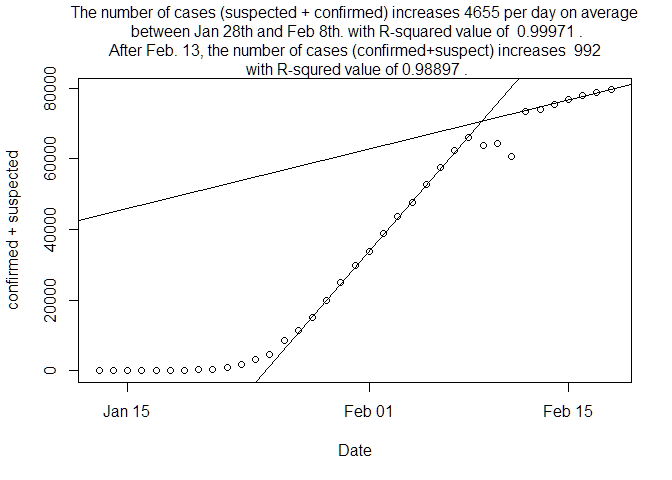 The number of cases (suspected + confirmed) increases 4655 per day on average
between Jan 28th and Feb 8th. with R-squared value of  0.99971 .
After Feb. 13, the number of cases (confirmed+suspect) increases  992
with R-squred value of 0.98897 .
80000
60000
40000
20000
0
confirmed + suspected
Jan 15
Feb 01
Feb 15
Date